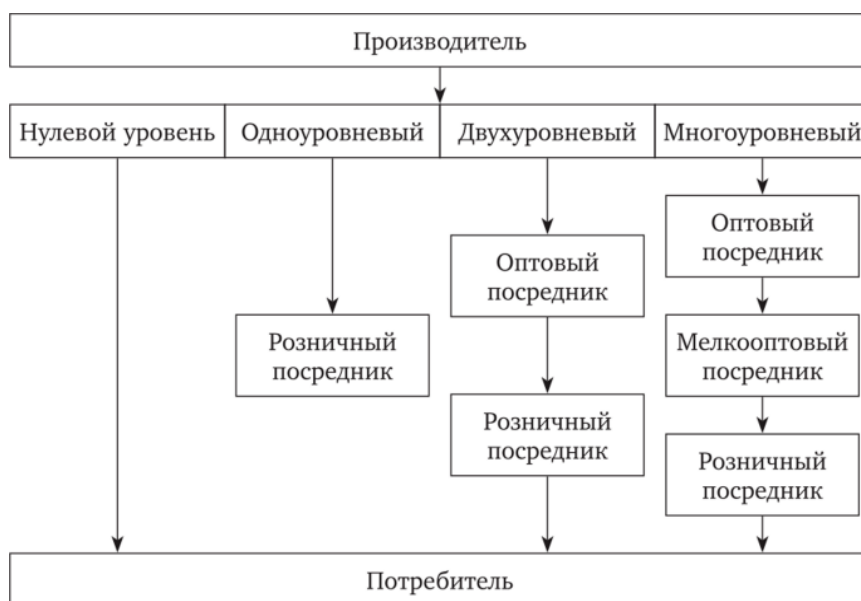 Производитель
Нулевой уровень
Одноуровневый
Двухуровневый
Многоуровневый
Розничный
посредник
Оптовый
посредник
Розничный
посредник
Оптовый
посредник
Мелкооптовый
посредник
Розничный
посредник
Потребитель